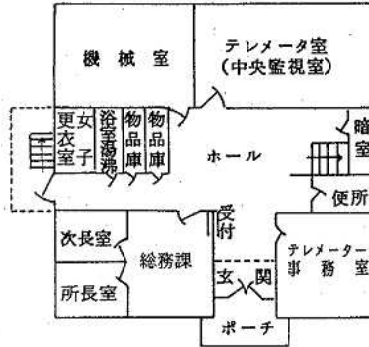 機械室
テレメータ室
(中央監視室)
女子
更衣室
浴室湯沸
物品庫
物品庫
ホール
暗室
便所
受付
次長室
総務課
所長室
テレメーター
事務室
玄関
ポーチ